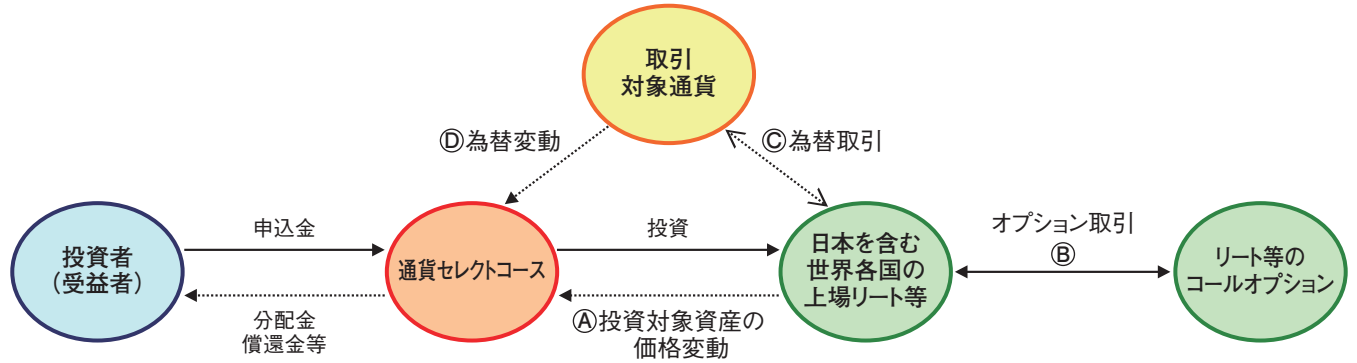 取引
対象通貨
Ⓓ為替変動
Ⓒ為替取引
投資者
（受益者）
申込金
分配金
償還金等
通貨セレクトコース
投資
Ⓐ投資対象資産の
価格変動
日本を含む
世界各国の
上場リート等
オプション取引
Ⓑ
リート等の
コールオプション